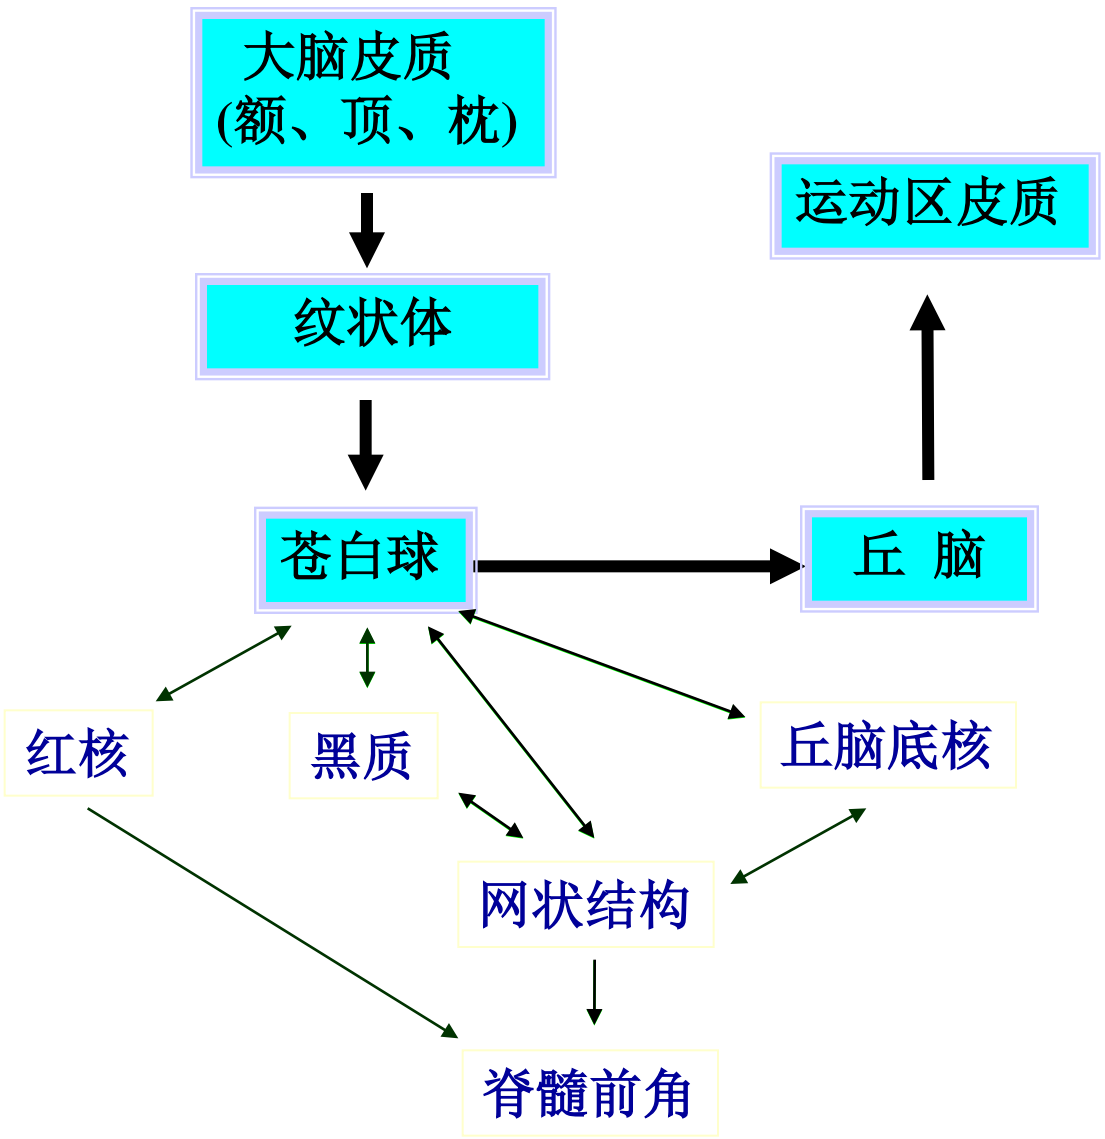 大脑皮质
(额、顶、枕)
运动区皮质
纹状体
苍白球
丘 脑
红核
黑质
丘脑底核
网状结构
脊髓前角